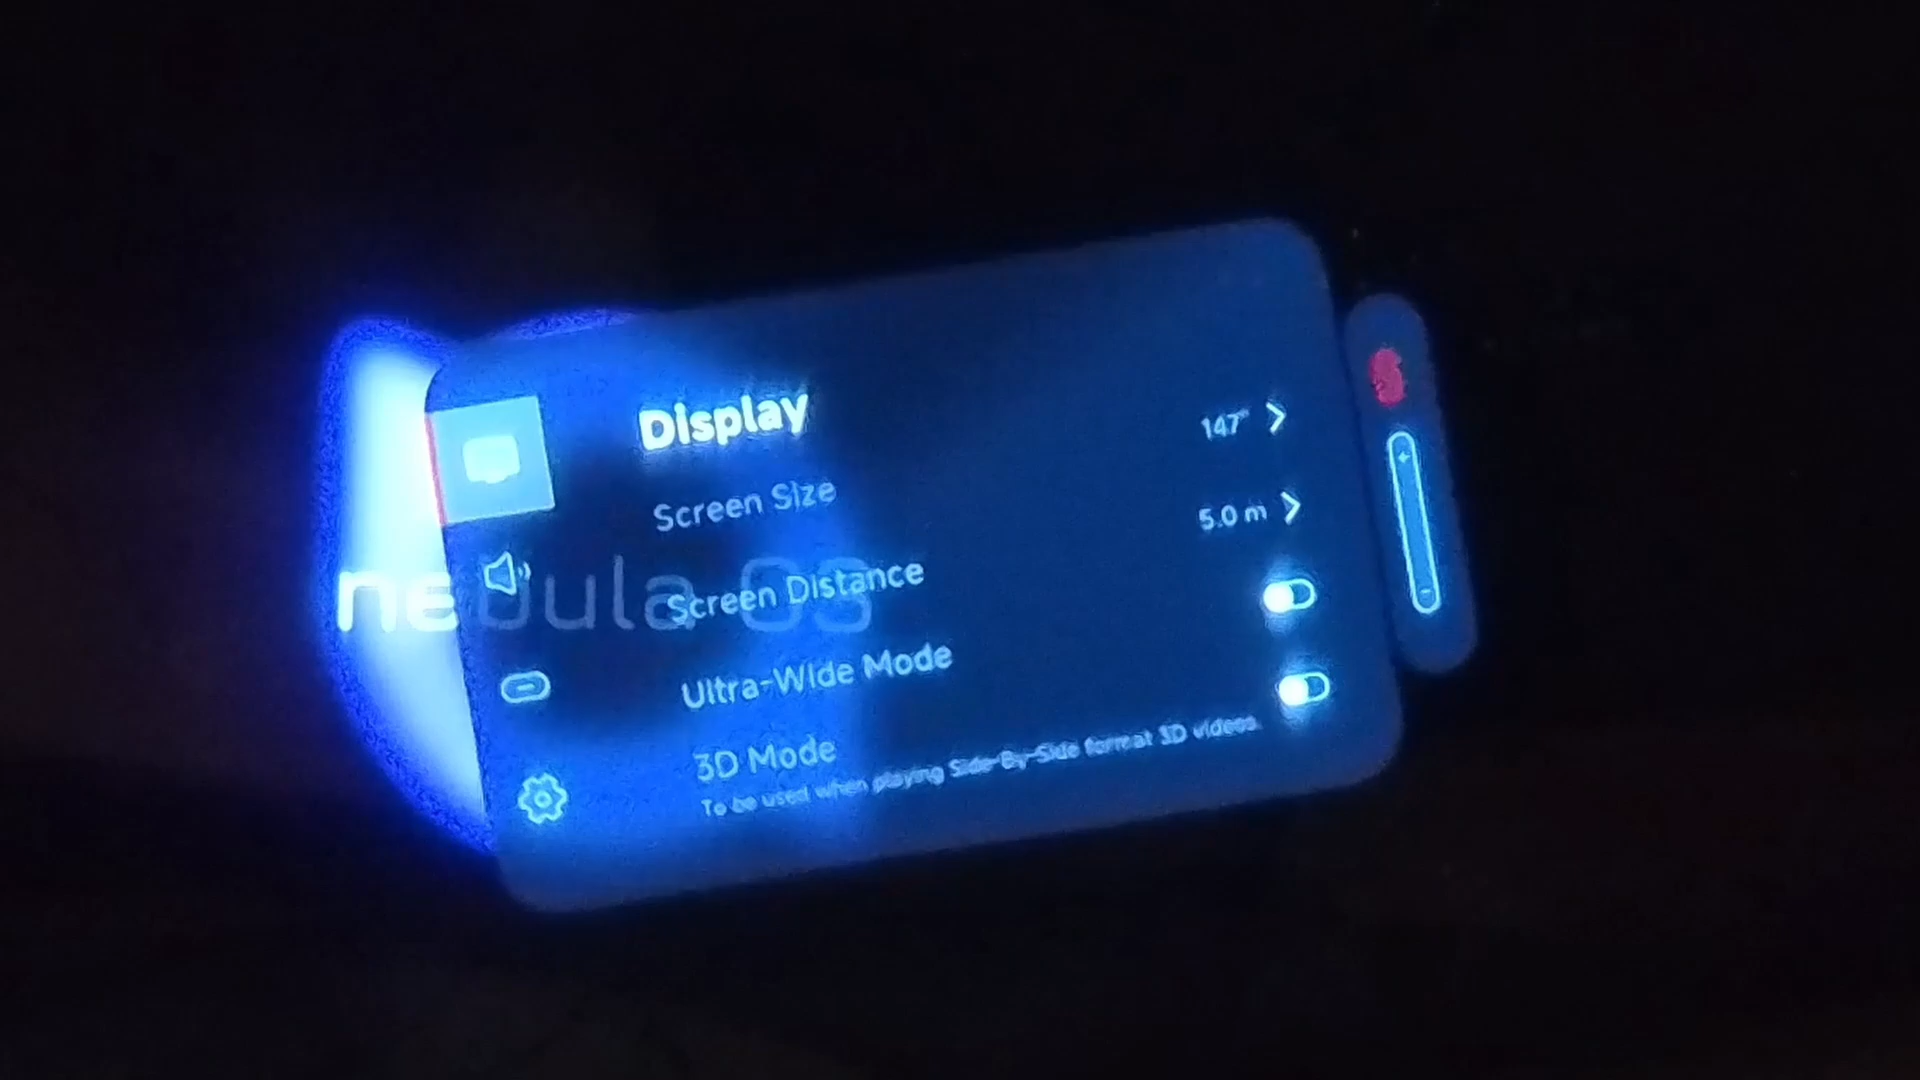 Display
Screen Size 147"
Screen Distance 5.0 m
nebula OS
Ultra-Wide Mode
3D Mode
To be used when playing Side-By-Side format 3D videos.